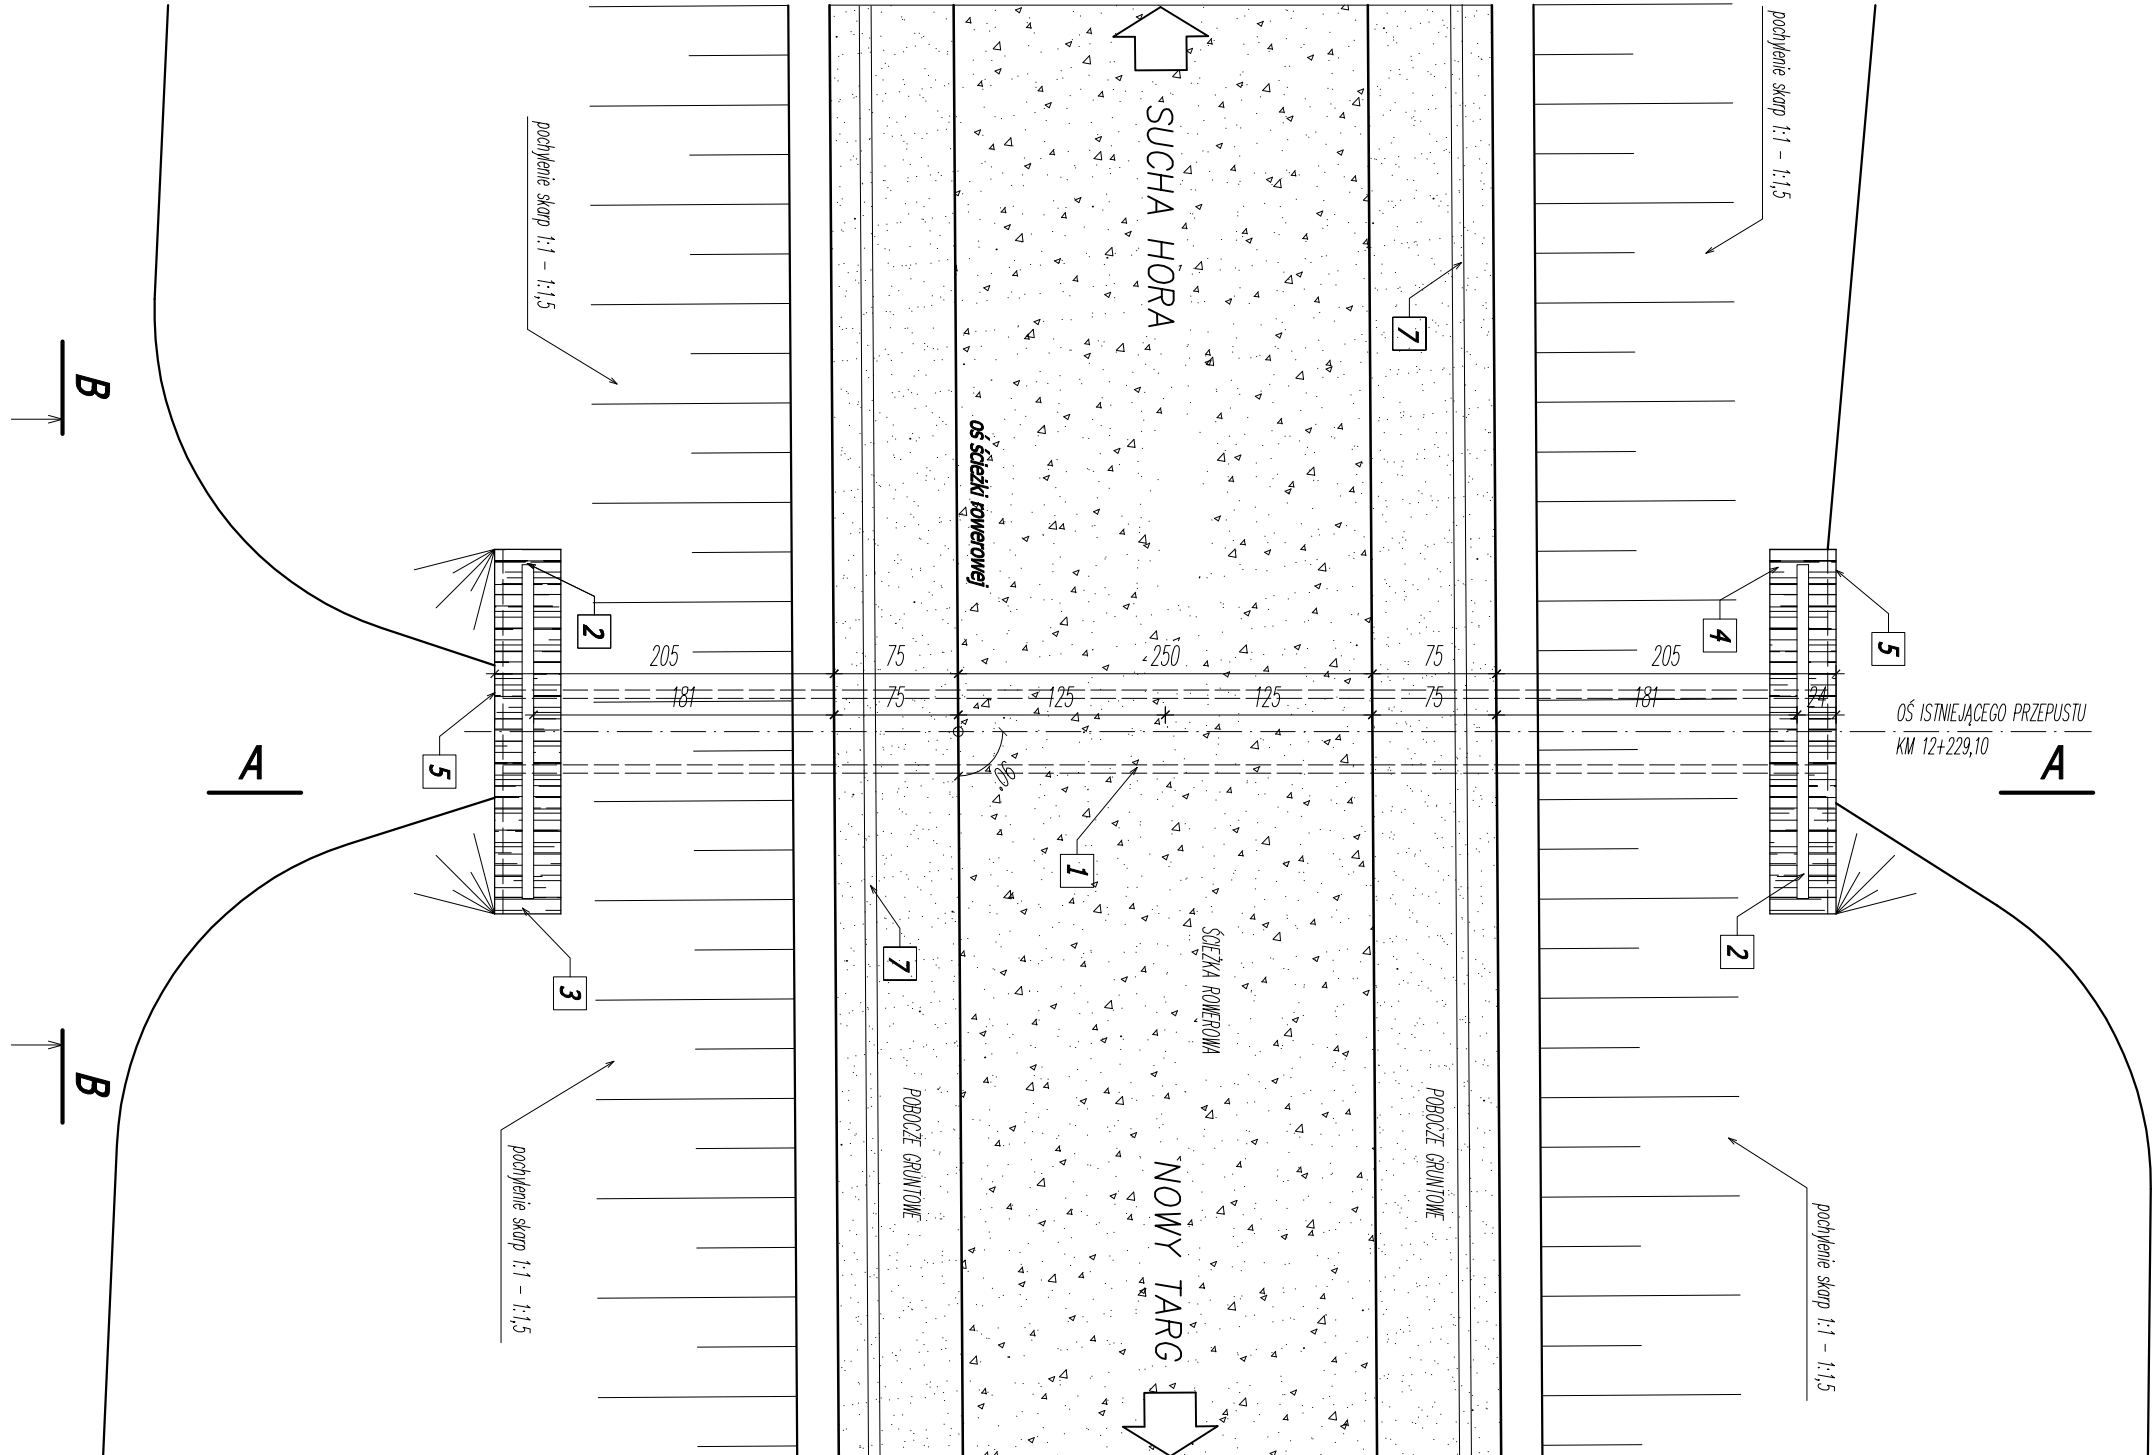 pochylenie skarp 1:1 - 1:1,5
SUCHA HORA
pochylenie skarp 1:1 - 1:1,5
7
B
oś ścieżki rowerowej
2
4
5
205
75
250
75
205
181
75
125
125
75
181
24
OŚ ISTNIEJĄCEGO PRZEPUSTU
KM 12+229,10
A
5
90°
A
1
2
7
3
ŚCIEŻKA ROWEROWA
B
POBOCZE GRUNTOWE
POBOCZE GRUNTOWE
pochylenie skarp 1:1 - 1:1,5
NOWY TARG
pochylenie skarp 1:1 - 1:1,5